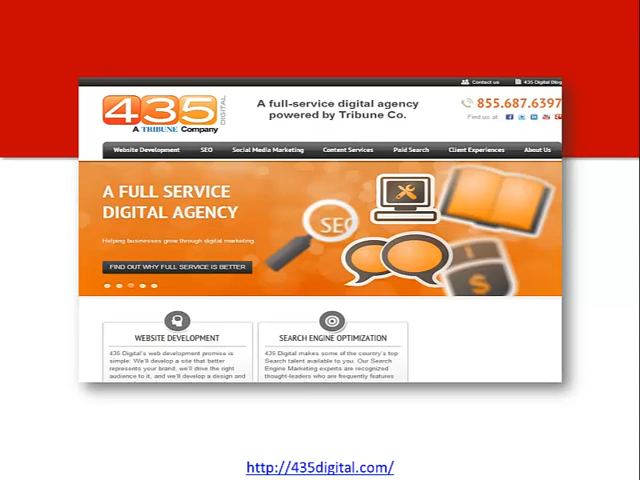 Contact us
435 Digital Blog
435
DIGITAL
A TRIBUNE Company
A full-service digital agency
powered by Tribune Co.
855.687.6397
Find us at:
Website Development SEO Social Media Marketing Content Services Paid Search Client Experiences About Us
A FULL SERVICE
DIGITAL AGENCY
Helping businesses grow through digital marketing.
FIND OUT WHY FULL SERVICE IS BETTER
SEO
$
WEBSITE DEVELOPMENT
435 Digital's web development promise is
simple: We'll develop a site that better
represents your brand, we'll drive the right
audience to it, and we'll develop a design and
SEARCH ENGINE OPTIMIZATION
435 Digital makes some of the country's top
Search talent available to you. Our Search
Engine Marketing experts are recognized
thought-leaders who are frequently features
http://435digital.com/